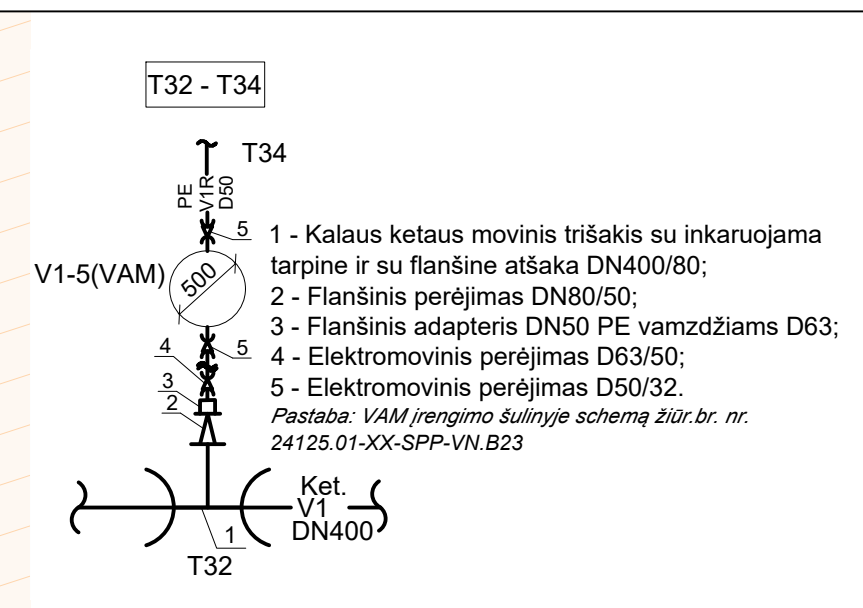 T32 - T34
T34
PE
V1R
D50
5
V1-5(VAM)
500
1 - Kalaus ketaus movinis trišakis su inkaruojama
tarpine ir su flanšine atšaka DN400/80;
2 - Flanšinis perėjimas DN80/50;
3 - Flanšinis adapteris DN50 PE vamzdžiams D63;
4 - Elektromovinis perėjimas D63/50;
5 - Elektromovinis perėjimas D50/32.
Pastaba: VAM įrengimo šulinyje schemą žiūr.br. nr.
24125.01-XX-SPP-VN.B23
4
5
3
2
Ket.
V1
DN400
1
T32